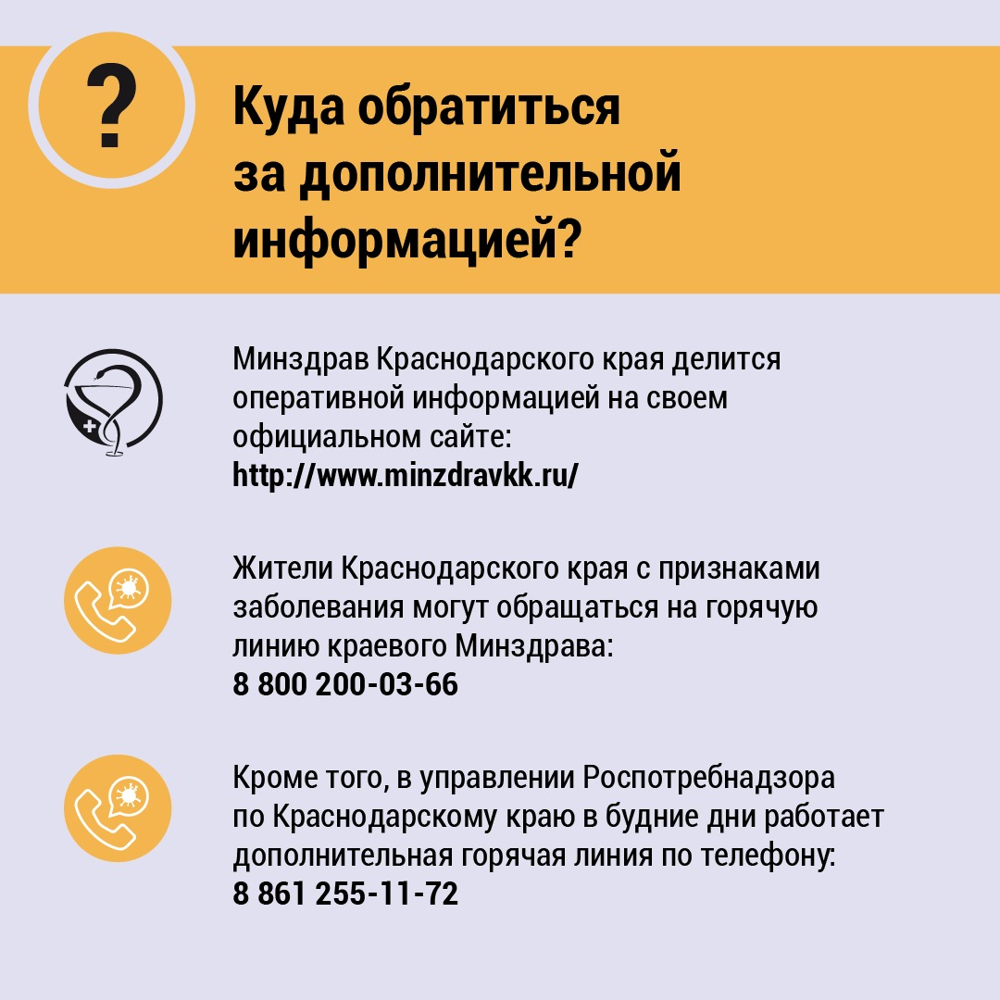 ?
Куда обратиться
за дополнительной
информацией?
Минздрав Краснодарского края делится
оперативной информацией на своем
официальном сайте:
http://www.minzdravkk.ru/
Жители Краснодарского края с признаками
заболевания могут обращаться на горячую
линию краевого Минздрава:
8 800 200-03-66
Кроме того, в управлении Роспотребнадзора
по Краснодарскому краю в будние дни работает
дополнительная горячая линия по телефону:
8 861 255-11-72